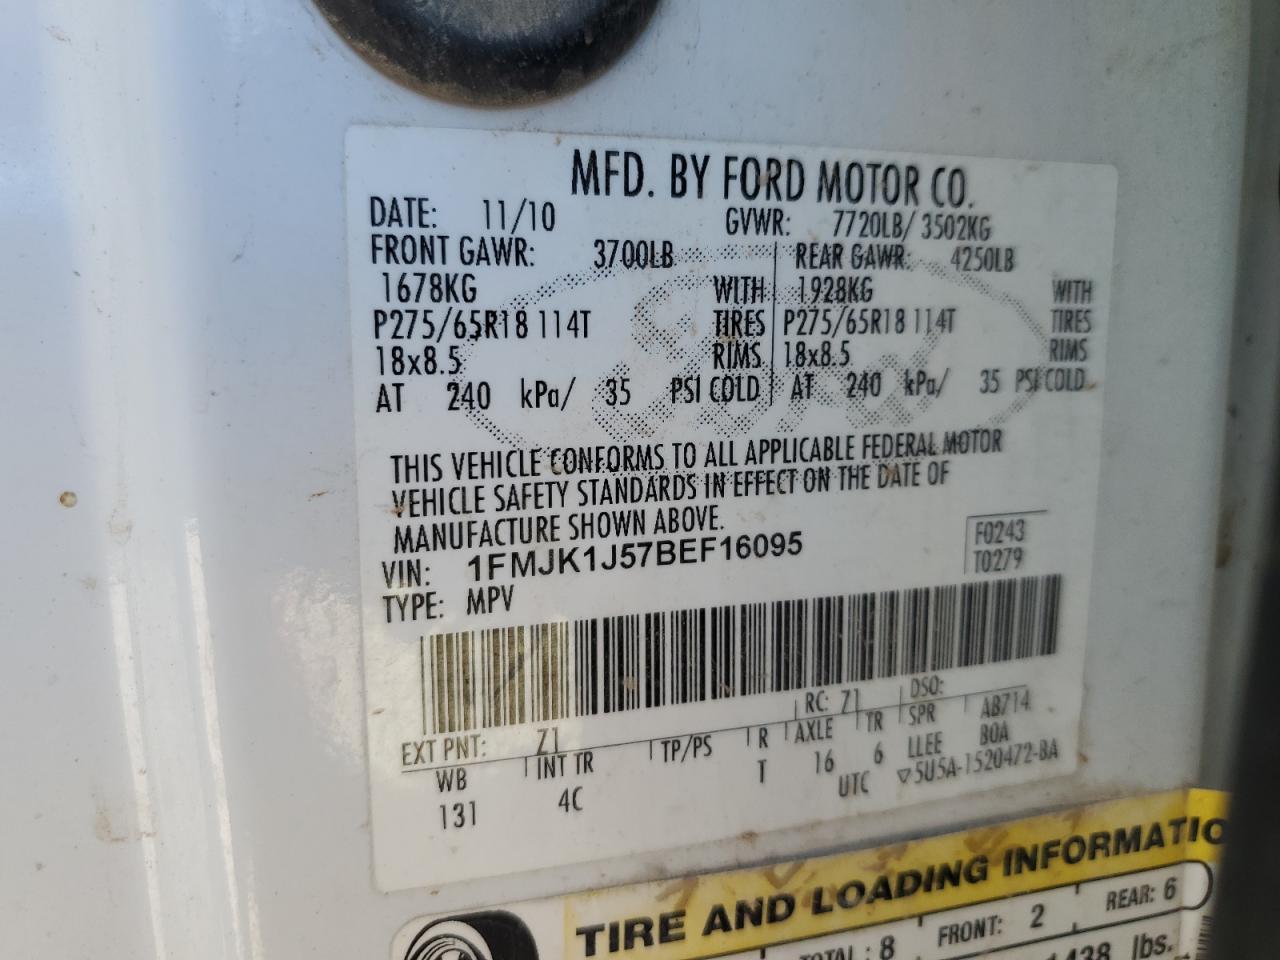 MFD. BY FORD MOTOR CO.
DATE: 11/10 GVWR: 7720LB/ 3502KG
FRONT GAWR: 3700LB REAR GAWR: 4250LB
1678KG WITH 1928KG WITH
P275/65R18 114T TIRES P275/65R18 114T TIRES
18x8.5 RIMS 18x8.5 RIMS
AT 240 kPa/ 35 PSI COLD AT 240 kPa/ 35 PSI COLD
THIS VEHICLE CONFORMS TO ALL APPLICABLE FEDERAL MOTOR
VEHICLE SAFETY STANDARDS IN EFFECT ON THE DATE OF
MANUFACTURE SHOWN ABOVE.
VIN: 1FMJK1J57BEF16095 F0243
TYPE: MPV T0279
EXT PNT: Z1 RC: Z1 DSO:
WB INT TR TP/PS R AXLE TR SPR AB714
131 4C T 16 6 LLEE B0A
UTC ▽5U5A-1520472-BA
TIRE AND LOADING INFORMATIO
TOTAL: 8 FRONT: 2 REAR: 6
lbs.